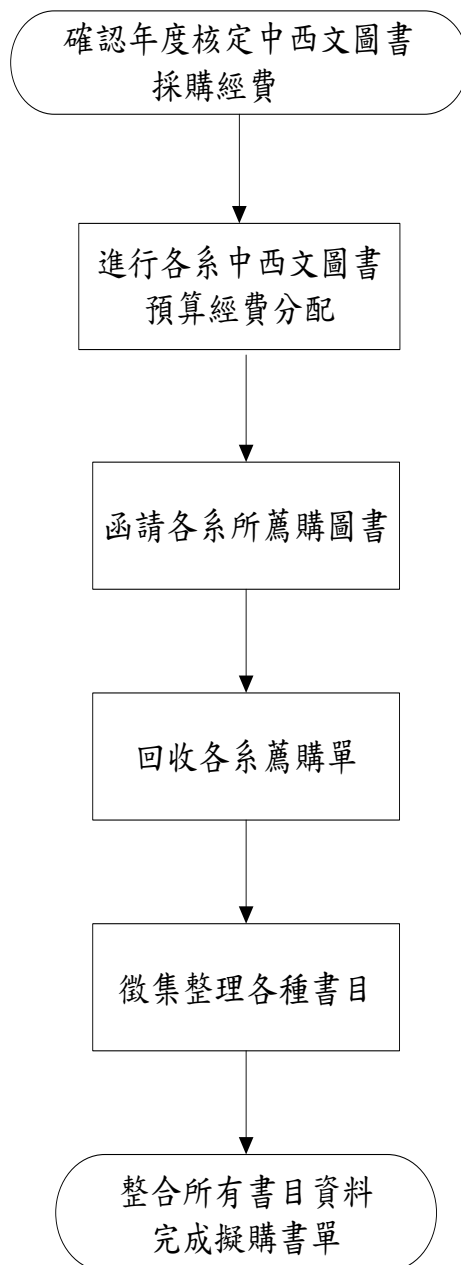 確認年度核定中西文圖書
採購經費
進行各系中西文圖書
預算經費分配
函請各系所薦購圖書
回收各系薦購單
徵集整理各種書目
整合所有書目資料
完成擬購書單